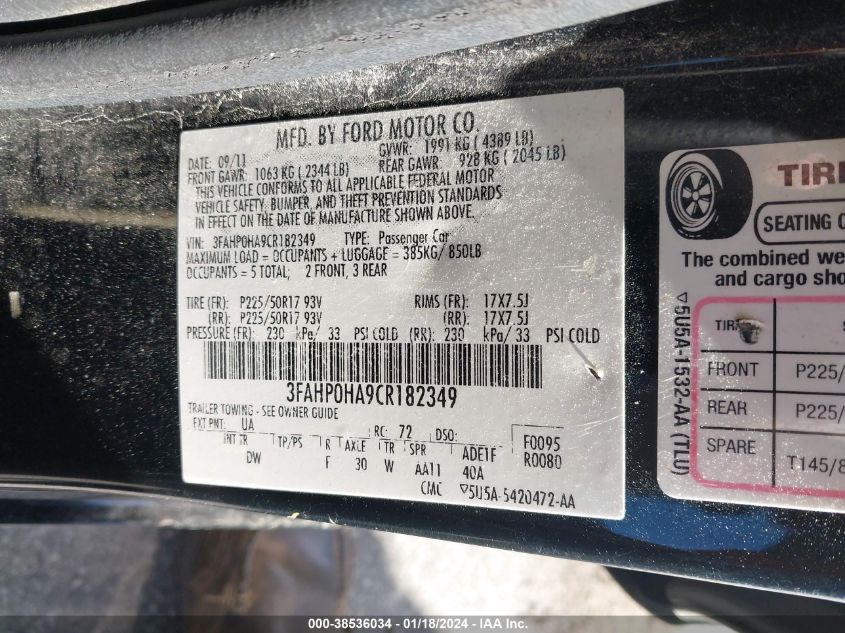 MFD. BY FORD MOTOR CO.
DATE: 09/11 GVWR: 1991 KG ( 4389 LB)
FRONT GAWR: 1063 KG ( 2344 LB) REAR GAWR: 928 KG ( 2045 LB)
THIS VEHICLE CONFORMS TO ALL APPLICABLE FEDERAL MOTOR
VEHICLE SAFETY, BUMPER, AND THEFT PREVENTION STANDARDS
IN EFFECT ON THE DATE OF MANUFACTURE SHOWN ABOVE.
VIN: 3FAHP0HA9CR182349 TYPE: Passenger Car
MAXIMUM LOAD = OCCUPANTS + LUGGAGE = 385KG/ 850LB
OCCUPANTS = 5 TOTAL; 2 FRONT, 3 REAR
TIRE (FR): P225/50R17 93V RIMS (FR): 17X7.5J
(RR): P225/50R17 93V (RR): 17X7.5J
PRESSURE (FR): 230 kPa/ 33 PSI COLD (RR): 230 kPa/ 33 PSI COLD
3FAHP0HA9CR182349
TRAILER TOWING - SEE OWNER GUIDE
EXT PNT: UA RC: 72 DSO: F0095
INT TR TP/PS R AXLE TR SPR ADE1F R0080
DW F 30 W AA11 40A
CMC ▽5U5A-5420472-AA
TIR
SEATING
The combined we
and cargo sho
▽5U5A-1532-AA (TLU)
TIR
FRONT P225/
REAR P225/
SPARE T145/8
000-38536034 / 01/18/2024 - IAA Inc.